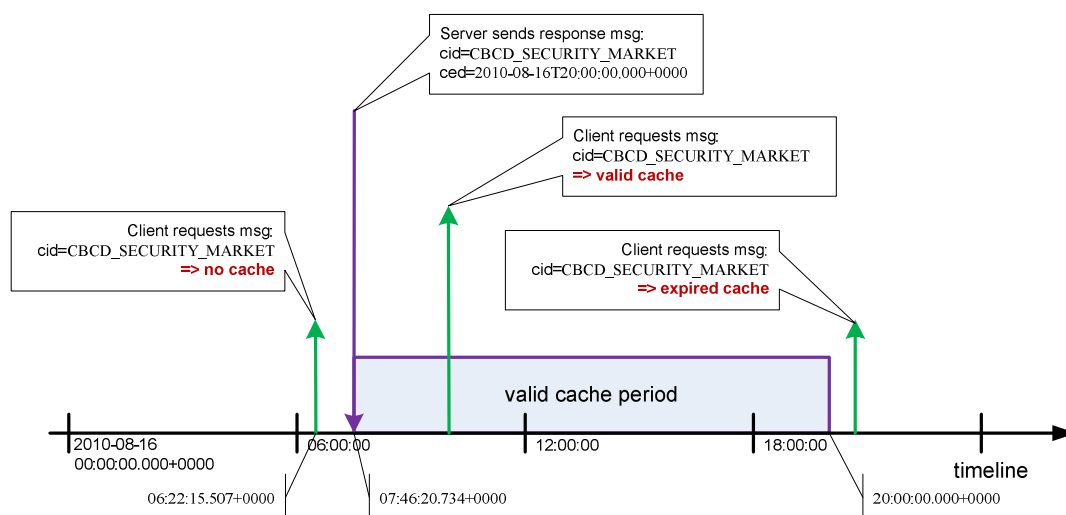 Server sends response msg:
cid=CBCD_SECURITY_MARKET
ced=2010-08-16T20:00:00.000+0000
Client requests msg:
cid=CBCD_SECURITY_MARKET
=> valid cache
Client requests msg:
cid=CBCD_SECURITY_MARKET
=> no cache
Client requests msg:
cid=CBCD_SECURITY_MARKET
=> expired cache
valid cache period
2010-08-16
00:00:00.000+0000
06:00:00
12:00:00
18:00:00
timeline
06:22:15.507+0000
07:46:20.734+0000
20:00:00.000+0000